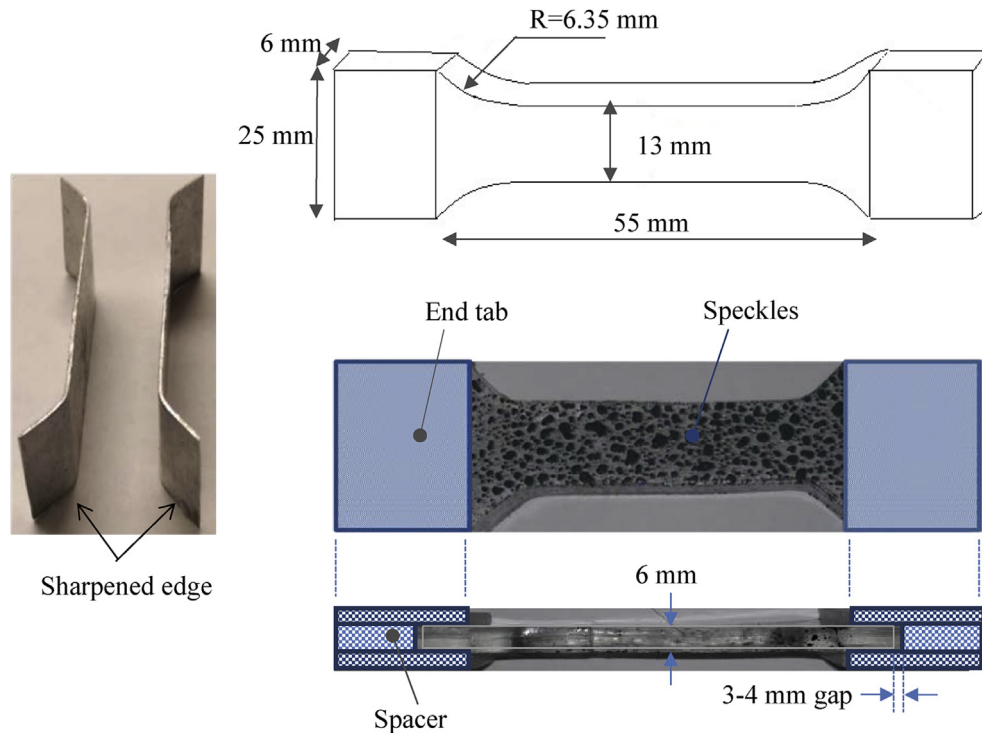 R=6.35 mm
6 mm
25 mm
13 mm
55 mm
End tab
Speckles
Sharpened edge
6 mm
3-4 mm gap
Spacer